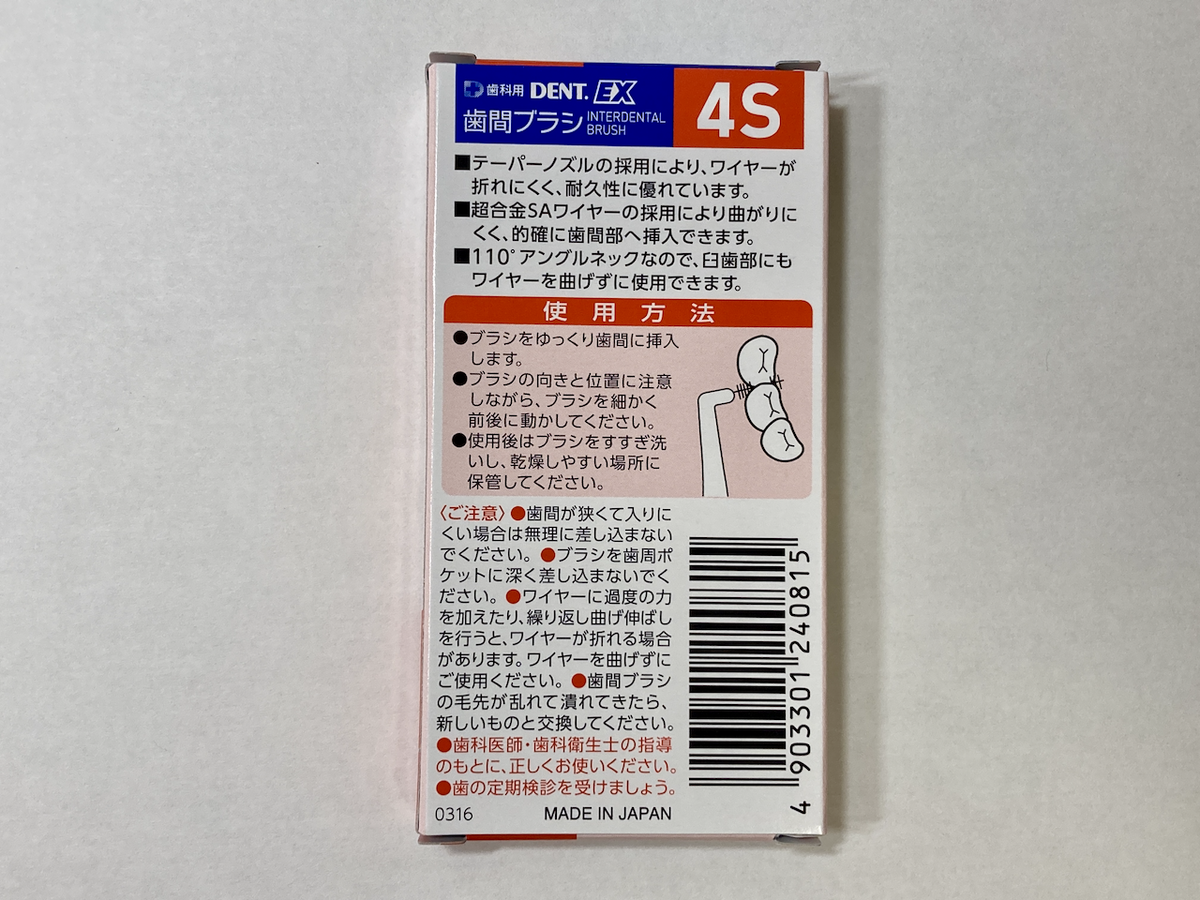 歯科用 DENT. EX
歯間ブラシ INTERDENTAL BRUSH
4S
■テーパーノズルの採用により、ワイヤーが
折れにくく、耐久性に優れています。
■超合金SAワイヤーの採用により曲がりに
くく、的確に歯間部へ挿入できます。
■110°アングルネックなので、臼歯部にも
ワイヤーを曲げずに使用できます。
使用方法
●ブラシをゆっくり歯間に挿入
します。
●ブラシの向きと位置に注意
しながら、ブラシを細かく
前後に動かしてください。
●使用後はブラシをすすぎ洗
いし、乾燥しやすい場所に
保管してください。
〈ご注意〉●歯間が狭くて入りに
くい場合は無理に差し込まない
でください。●ブラシを歯周ポ
ケットに深く差し込まないでく
ださい。●ワイヤーに過度の力
を加えたり、繰り返し曲げ伸ばし
を行うと、ワイヤーが折れる場合
があります。ワイヤーを曲げずに
ご使用ください。●歯間ブラシ
の毛先が乱れて潰れてきたら、
新しいものと交換してください。
●歯科医師・歯科衛生士の指導
のもとに、正しくお使いください。
●歯の定期検診を受けましょう。
0316 MADE IN JAPAN
4 903301 240815